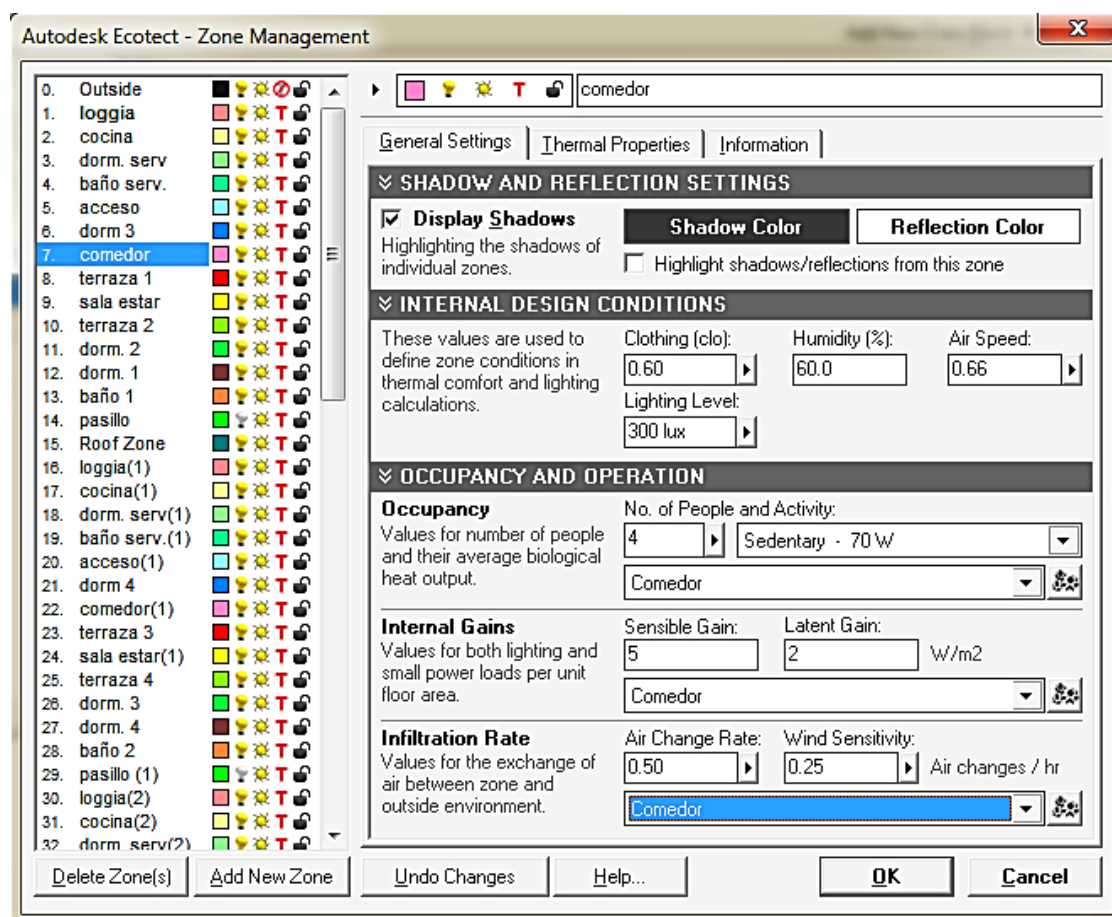 Autodesk Ecotect - Zone Management
0. Outside
1. loggia
2. cocina
3. dorm. serv
4. baño serv.
5. acceso
6. dorm 3
7. comedor
8. terraza 1
9. sala estar
10. terraza 2
11. dorm. 2
12. dorm. 1
13. baño 1
14. pasillo
15. Roof Zone
16. loggia(1)
17. cocina(1)
18. dorm. serv(1)
19. baño serv.(1)
20. acceso(1)
21. dorm 4
22. comedor(1)
23. terraza 3
24. sala estar(1)
25. terraza 4
26. dorm. 3
27. dorm. 4
28. baño 2
29. pasillo (1)
30. loggia(2)
31. cocina(2)
32 dorm. serv(2)
Delete Zone(s) Add New Zone
T comedor
General Settings Thermal Properties Information
SHADOW AND REFLECTION SETTINGS
Display Shadows Shadow Color Reflection Color
Highlighting the shadows of
individual zones.
Highlight shadows/reflections from this zone
INTERNAL DESIGN CONDITIONS
These values are used to
define zone conditions in
thermal comfort and lighting
calculations.
Clothing (clo): Humidity (%): Air Speed:
0.60 60.0 0.66
Lighting Level:
300 lux
OCCUPANCY AND OPERATION
Occupancy
Values for number of people
and their average biological
heat output.
No. of People and Activity:
4 Sedentary - 70 W
Comedor
Internal Gains
Values for both lighting and
small power loads per unit
floor area.
Sensible Gain: Latent Gain:
5 2 W/m2
Comedor
Infiltration Rate
Values for the exchange of
air between zone and
outside environment.
Air Change Rate: Wind Sensitivity:
0.50 0.25 Air changes / hr
Comedor
Undo Changes Help... OK Cancel